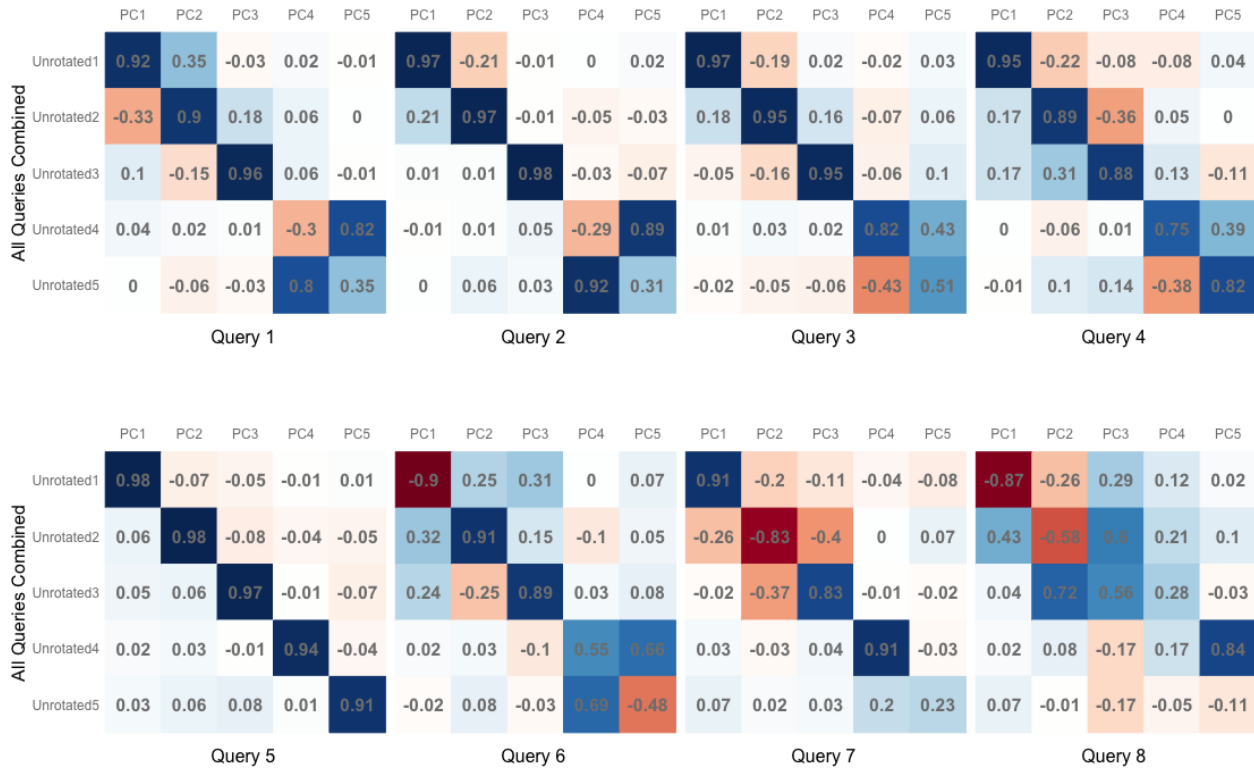 PC1 PC2 PC3 PC4 PC5 PC1 PC2 PC3 PC4 PC5 PC1 PC2 PC3 PC4 PC5 PC1 PC2 PC3 PC4 PC5
All Queries Combined
Unrotated1 0.92 0.35 -0.03 0.02 -0.01 0.97 -0.21 -0.01 0 0.02 0.97 -0.19 0.02 -0.02 0.03 0.95 -0.22 -0.08 -0.08 0.04
Unrotated2 -0.33 0.9 0.18 0.06 0 0.21 0.97 -0.01 -0.05 -0.03 0.18 0.95 0.16 -0.07 0.06 0.17 0.89 -0.36 0.05 0
Unrotated3 0.1 -0.15 0.96 0.06 -0.01 0.01 0.01 0.98 -0.03 -0.07 -0.05 -0.16 0.95 -0.06 0.1 0.17 0.31 0.88 0.13 -0.11
Unrotated4 0.04 0.02 0.01 -0.3 0.82 -0.01 0.01 0.05 -0.29 0.89 0.01 0.03 0.02 0.82 0.43 0 -0.06 0.01 0.75 0.39
Unrotated5 0 -0.06 -0.03 0.8 0.35 0 0.06 0.03 0.92 0.31 -0.02 -0.05 -0.06 -0.43 0.51 -0.01 0.1 0.14 -0.38 0.82
Query 1 Query 2 Query 3 Query 4
PC1 PC2 PC3 PC4 PC5 PC1 PC2 PC3 PC4 PC5 PC1 PC2 PC3 PC4 PC5 PC1 PC2 PC3 PC4 PC5
All Queries Combined
Unrotated1 0.98 -0.07 -0.05 -0.01 0.01 -0.9 0.25 0.31 0 0.07 0.91 -0.2 -0.11 -0.04 -0.08 -0.87 -0.26 0.29 0.12 0.02
Unrotated2 0.06 0.98 -0.08 -0.04 -0.05 0.32 0.91 0.15 -0.1 0.05 -0.26 -0.83 -0.4 0 0.07 0.43 -0.58 0.6 0.21 0.1
Unrotated3 0.05 0.06 0.97 -0.01 -0.07 0.24 -0.25 0.89 0.03 0.08 -0.02 -0.37 0.83 -0.01 -0.02 0.04 0.72 0.56 0.28 -0.03
Unrotated4 0.02 0.03 -0.01 0.94 -0.04 0.02 0.03 -0.1 0.55 0.66 0.03 -0.03 0.04 0.91 -0.03 0.02 0.08 -0.17 0.17 0.84
Unrotated5 0.03 0.06 0.08 0.01 0.91 -0.02 0.08 -0.03 0.69 -0.48 0.07 0.02 0.03 0.2 0.23 0.07 -0.01 -0.17 -0.05 -0.11
Query 5 Query 6 Query 7 Query 8